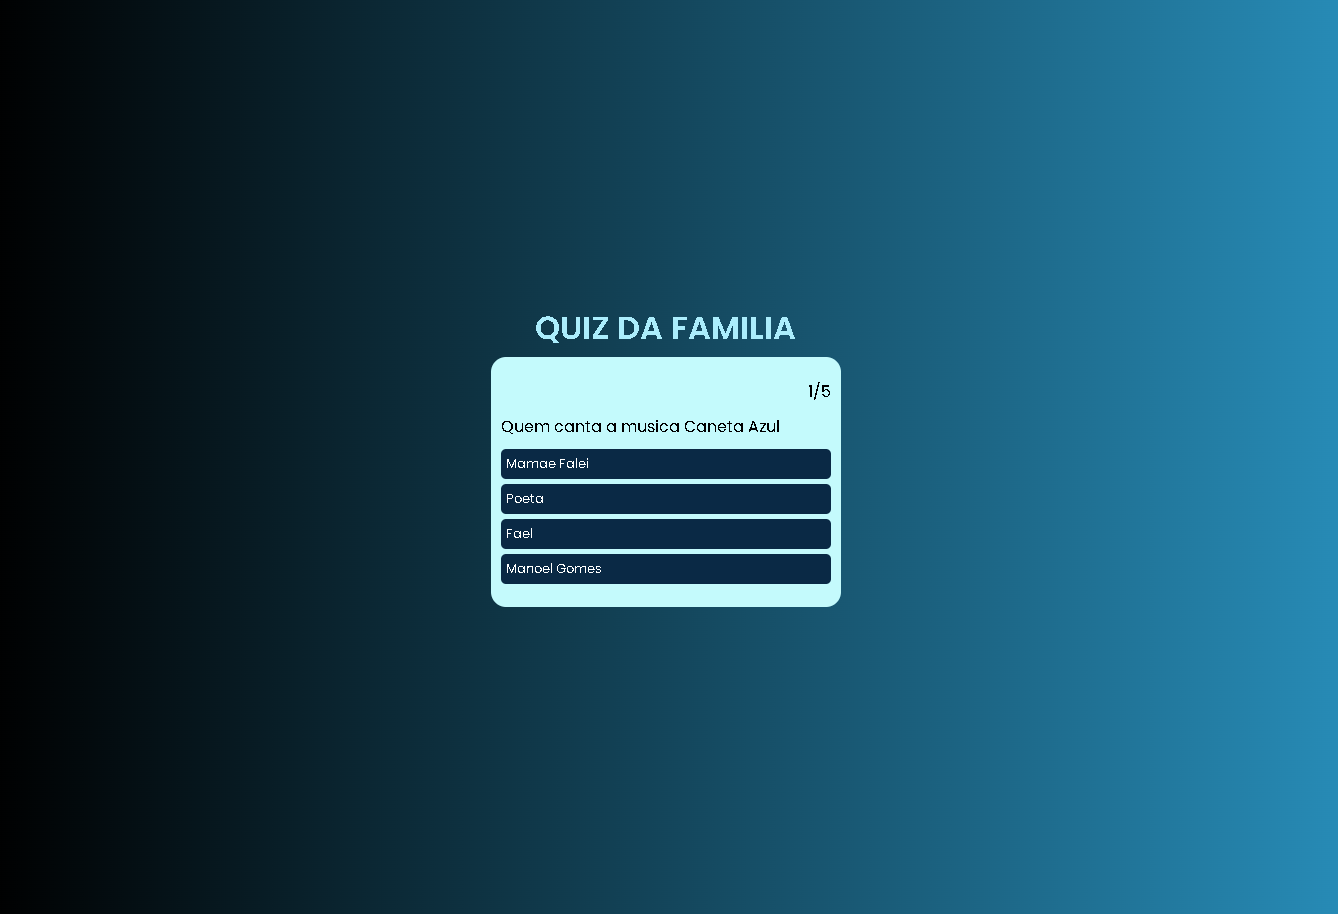 QUIZ DA FAMILIA
1/5
Quem canta a musica Caneta Azul
Mamae Falei
Poeta
Fael
Manoel Gomes